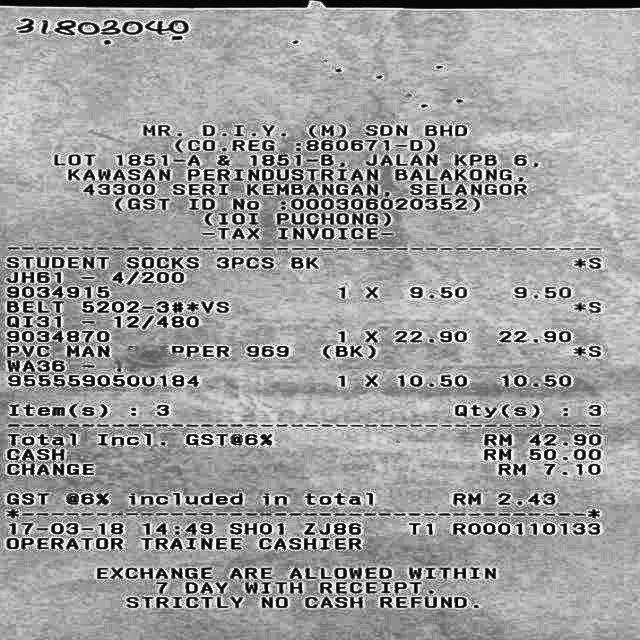 31803040
MR. D.I.Y. (M) SDN BHD
(CO.REG :860671-D)
LOT 1851-A & 1851-B, JALAN KPB 6,
KAWASAN PERINDUSTRIAN BALAKONG,
43300 SERI KEMBANGAN, SELANGOR
(GST ID No :000306020352)
(IOI PUCHONG)
-TAX INVOICE-
STUDENT SOCKS 3PCS BK *S
JH61 - 4/200
9034915 1 X 9.50 9.50
BELT 5202-3#*VS *S
QI31 - 12/480
9034870 1 X 22.90 22.90
PVC MAN 969 (BK) *S
WA36 -
9555590500184 1 X 10.50 10.50
Item(s) : 3 Qty(s) : 3
Total Incl. GST@6% RM 42.90
CASH RM 50.00
CHANGE RM 7.10
GST @6% included in total RM 2.43
*--------------------------------------*
17-03-18 14:49 SH01 ZJ86 T1 R000110133
OPERATOR TRAINEE CASHIER
EXCHANGE ARE ALLOWED WITHIN
7 DAY WITH RECEIPT.
STRICTLY NO CASH REFUND.